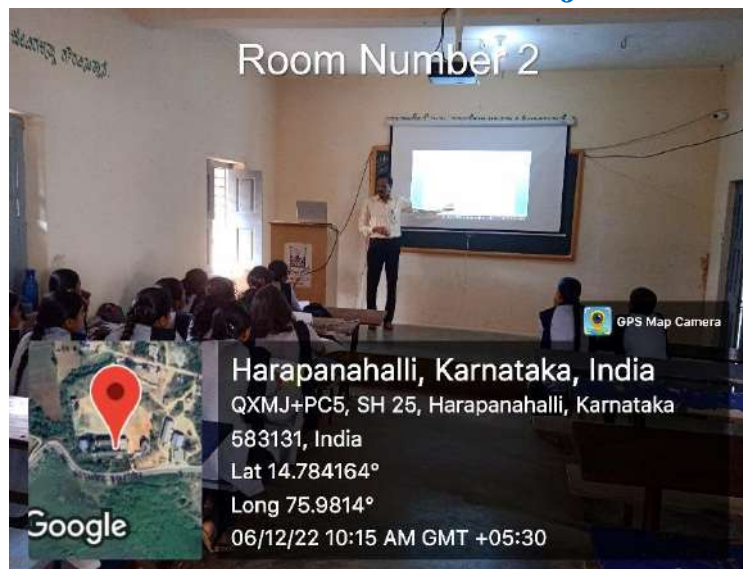 Room Number 2
GPS Map Camera
Harapanahalli, Karnataka, India
QXMJ+PC5, SH 25, Harapanahalli, Karnataka
583131, India
Lat 14.784164°
Long 75.9814°
06/12/22 10:15 AM GMT +05:30
Google